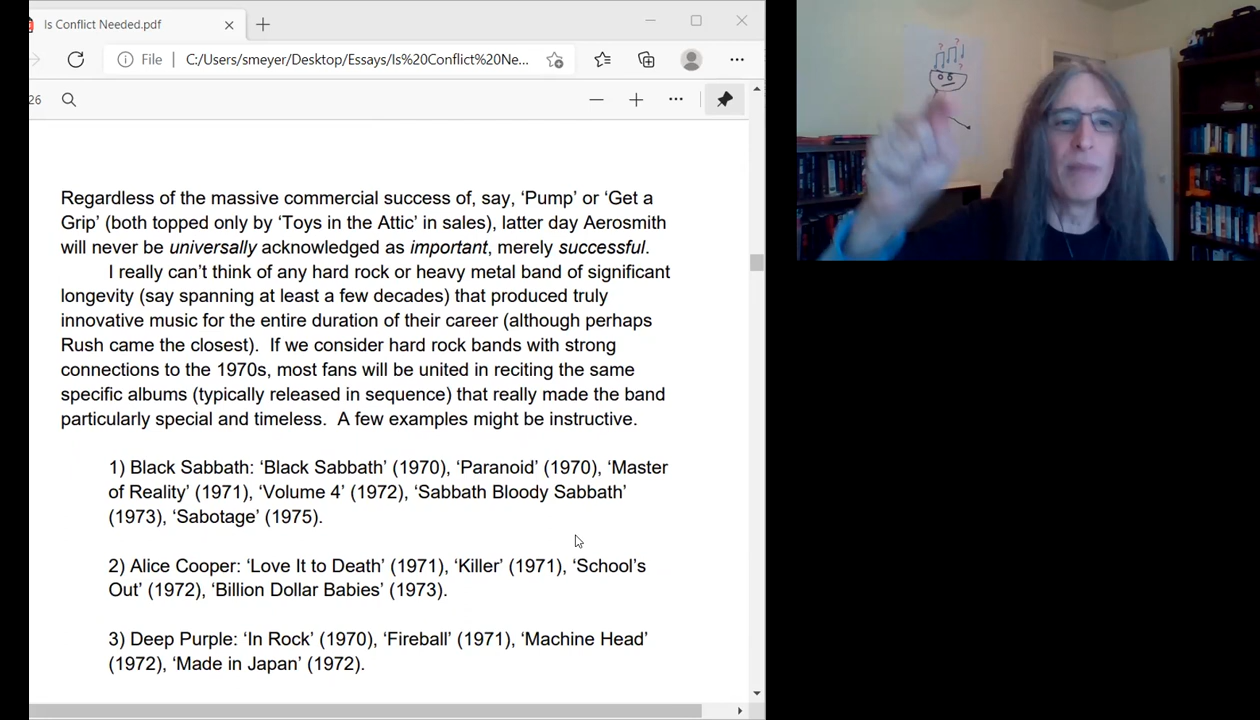 Is Conflict Needed.pdf
File C:/Users/smeyer/Desktop/Essays/Is%20Conflict%20Ne...
26
Regardless of the massive commercial success of, say, ‘Pump’ or ‘Get a
Grip’ (both topped only by ‘Toys in the Attic’ in sales), latter day Aerosmith
will never be universally acknowledged as important, merely successful.
I really can’t think of any hard rock or heavy metal band of significant
longevity (say spanning at least a few decades) that produced truly
innovative music for the entire duration of their career (although perhaps
Rush came the closest). If we consider hard rock bands with strong
connections to the 1970s, most fans will be united in reciting the same
specific albums (typically released in sequence) that really made the band
particularly special and timeless. A few examples might be instructive.
1) Black Sabbath: ‘Black Sabbath’ (1970), ‘Paranoid’ (1970), ‘Master
of Reality’ (1971), ‘Volume 4’ (1972), ‘Sabbath Bloody Sabbath’
(1973), ‘Sabotage’ (1975).
2) Alice Cooper: ‘Love It to Death’ (1971), ‘Killer’ (1971), ‘School’s
Out’ (1972), ‘Billion Dollar Babies’ (1973).
3) Deep Purple: ‘In Rock’ (1970), ‘Fireball’ (1971), ‘Machine Head’
(1972), ‘Made in Japan’ (1972).